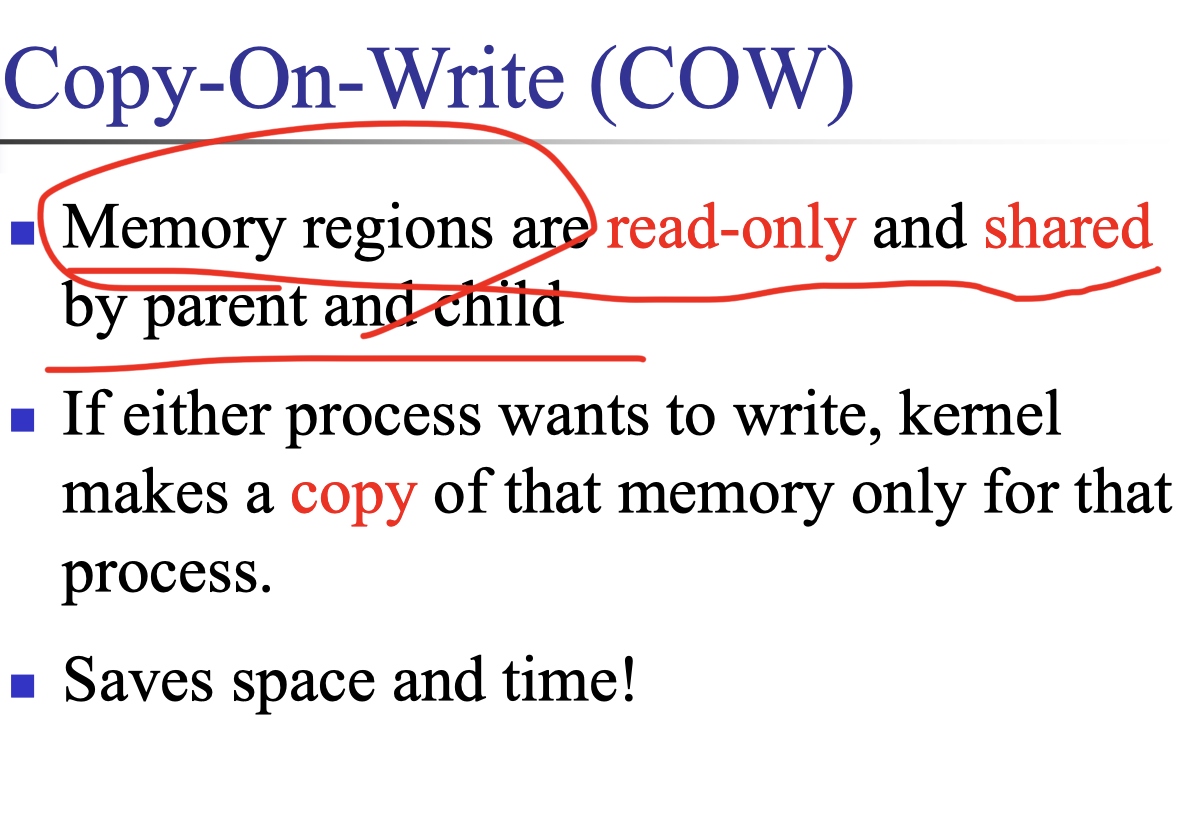 Copy-On-Write (COW)
Memory regions are read-only and shared
by parent and child
If either process wants to write, kernel
makes a copy of that memory only for that
process.
Saves space and time!